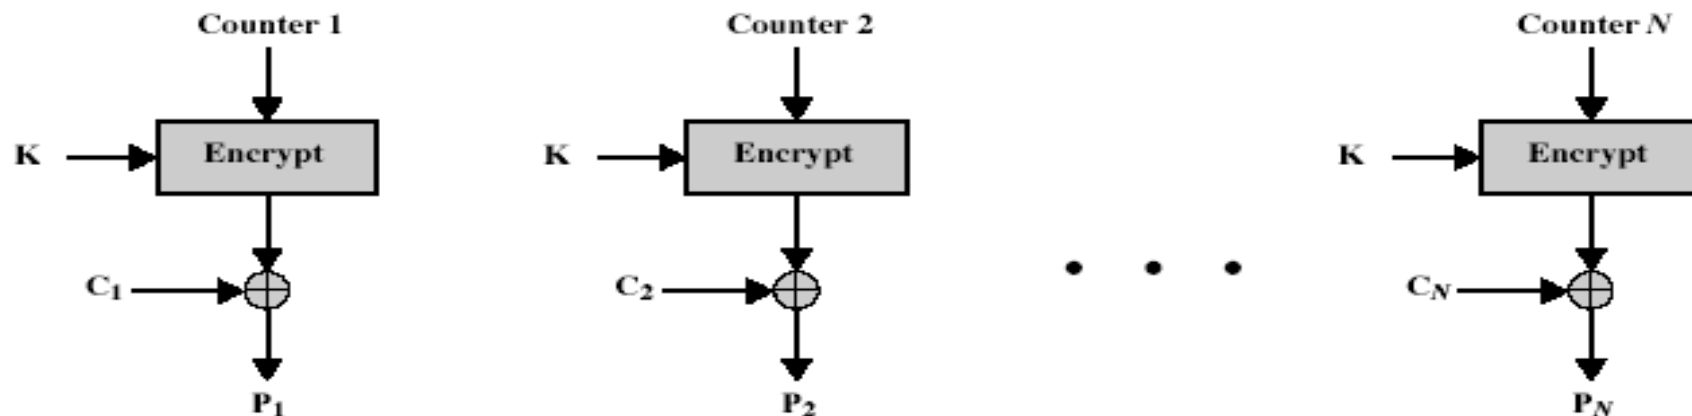 Counter 1 Counter 2 Counter N
K Encrypt K Encrypt K Encrypt
C1 C2 CN
P1 P2 PN